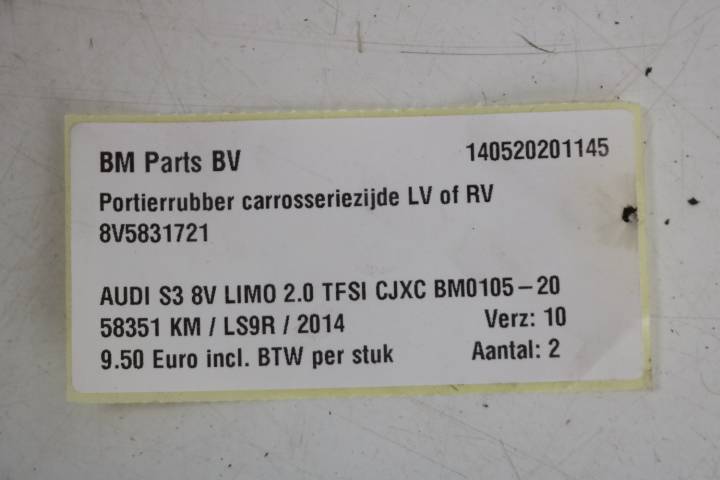 BM Parts BV 140520201145
Portierrubber carrosseriezijde LV of RV
8V5831721
AUDI S3 8V LIMO 2.0 TFSI CJXC BM0105-20
58351 KM / LS9R / 2014 Verz: 10
9.50 Euro incl. BTW per stuk Aantal: 2